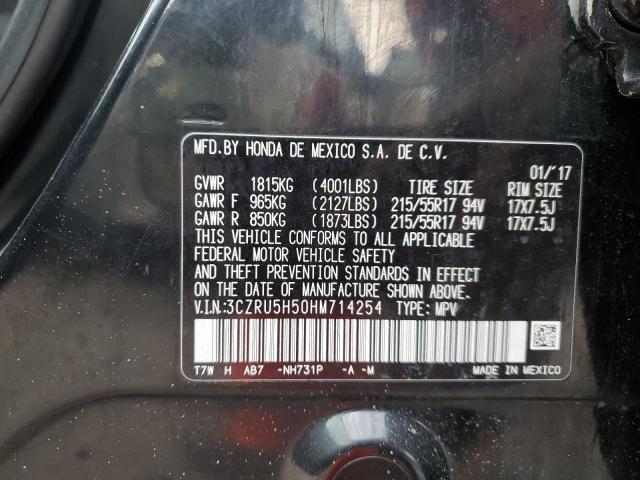 MFD.BY HONDA DE MEXICO S.A. DE C.V.
01/'17
GVWR 1815KG (4001LBS) TIRE SIZE RIM SIZE
GAWR F 965KG (2127LBS) 215/55R17 94V 17X7.5J
GAWR R 850KG (1873LBS) 215/55R17 94V 17X7.5J
THIS VEHICLE CONFORMS TO ALL APPLICABLE
FEDERAL MOTOR VEHICLE SAFETY
AND THEFT PREVENTION STANDARDS IN EFFECT
ON THE DATE OF MANUFACTURE SHOWN ABOVE.
V.I.N:3CZRU5H50HM714254 TYPE: MPV
T7W H AB7 -NH731P -A -M MADE IN MEXICO